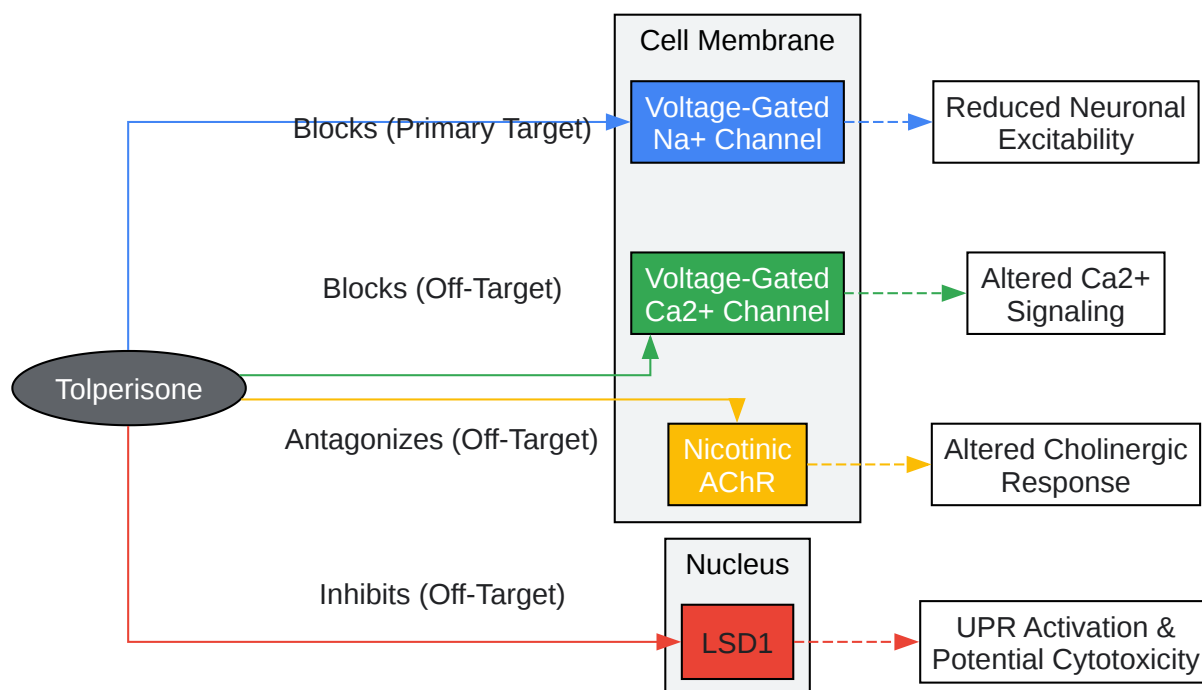 Cell Membrane
Blocks (Primary Target)
Voltage-Gated
Na+ Channel
Reduced Neuronal
Excitability
Blocks (Off-Target)
Voltage-Gated
Ca2+ Channel
Altered Ca2+
Signaling
Tolperisone
Antagonizes (Off-Target)
Nicotinic
AChR
Altered Cholinergic
Response
Nucleus
Inhibits (Off-Target)
LSD1
UPR Activation &
Potential Cytotoxicity